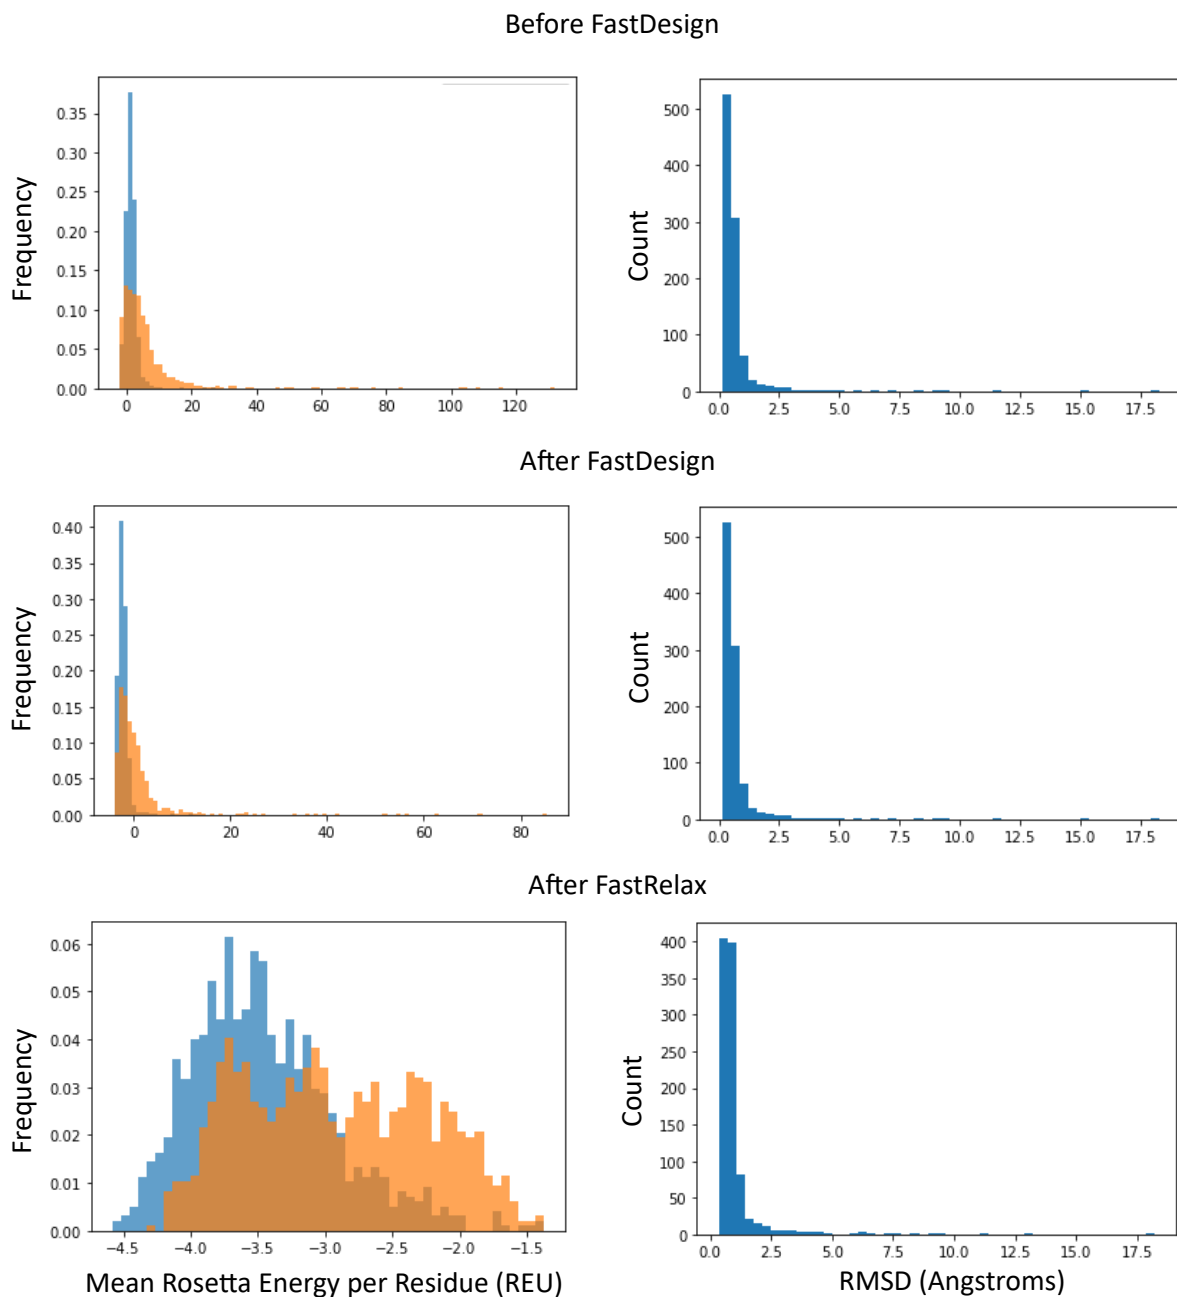 Before FastDesign
Frequency
0.35
0.30
0.25
0.20
0.15
0.10
0.05
0.00
0 20 40 60 80 100 120
Count
500
400
300
200
100
0
0.0 2.5 5.0 7.5 10.0 12.5 15.0 17.5
After FastDesign
Frequency
0.40
0.35
0.30
0.25
0.20
0.15
0.10
0.05
0.00
0 20 40 60 80
Count
500
400
300
200
100
0
0.0 2.5 5.0 7.5 10.0 12.5 15.0 17.5
After FastRelax
Frequency
0.06
0.05
0.04
0.03
0.02
0.01
0.00
−4.5 −4.0 −3.5 −3.0 −2.5 −2.0 −1.5
Mean Rosetta Energy per Residue (REU)
Count
400
350
300
250
200
150
100
50
0
0.0 2.5 5.0 7.5 10.0 12.5 15.0 17.5
RMSD (Angstroms)